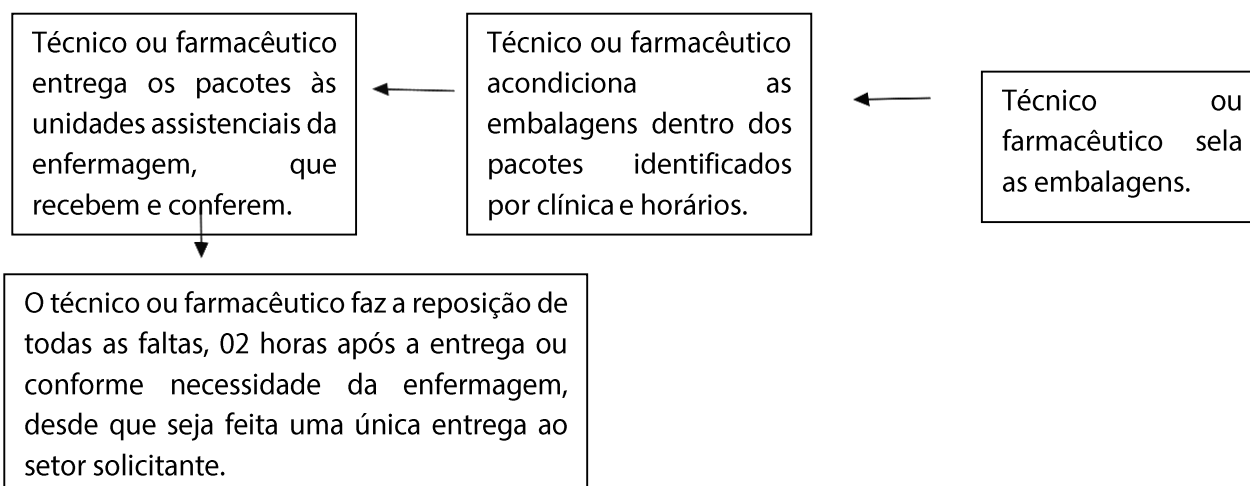 Técnico ou farmacêutico
entrega os pacotes às
unidades assistenciais da
enfermagem, que
recebem e conferem.
Técnico ou farmacêutico
acondiciona as
embalagens dentro dos
pacotes identificados
por clínica e horários.
Técnico ou
farmacêutico sela
as embalagens.
O técnico ou farmacêutico faz a reposição de
todas as faltas, 02 horas após a entrega ou
conforme necessidade da enfermagem,
desde que seja feita uma única entrega ao
setor solicitante.